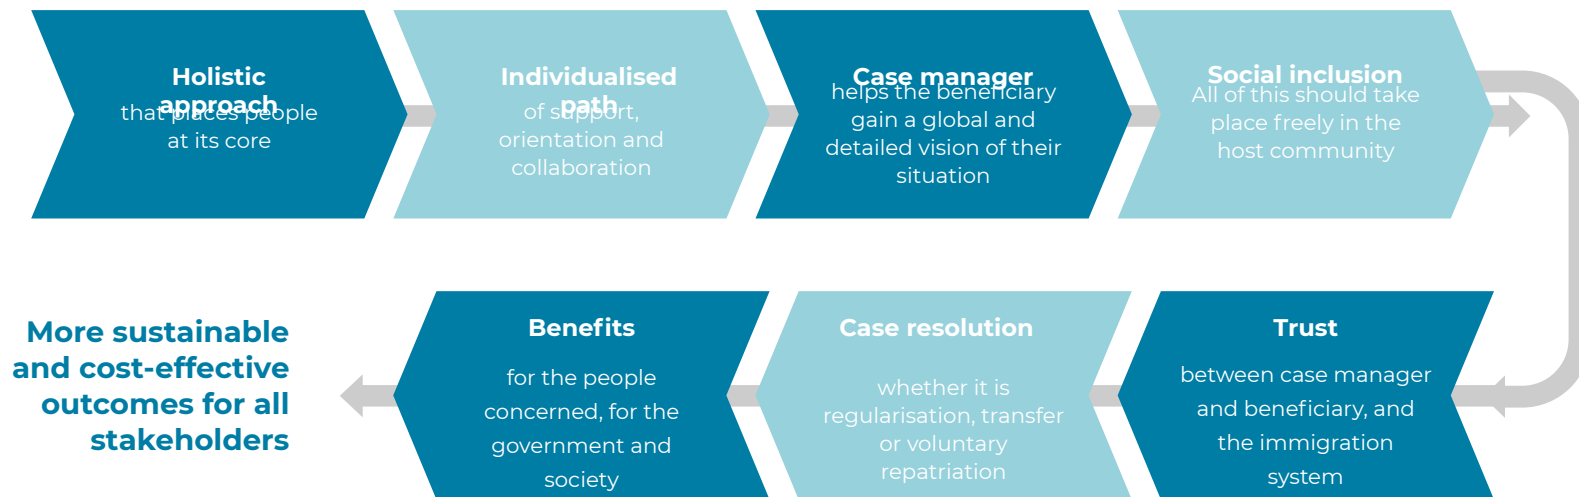 Holistic
approach
that places people
at its core
Individualised
path
of support,
orientation and
collaboration
Case manager
helps the beneficiary
gain a global and
detailed vision of their
situation
Social inclusion
All of this should take
place freely in the
host community
Trust
between case manager
and beneficiary, and
the immigration
system
Case resolution
whether it is
regularisation, transfer
or voluntary
repatriation
Benefits
for the people
concerned, for the
government and
society
More sustainable
and cost-effective
outcomes for all
stakeholders